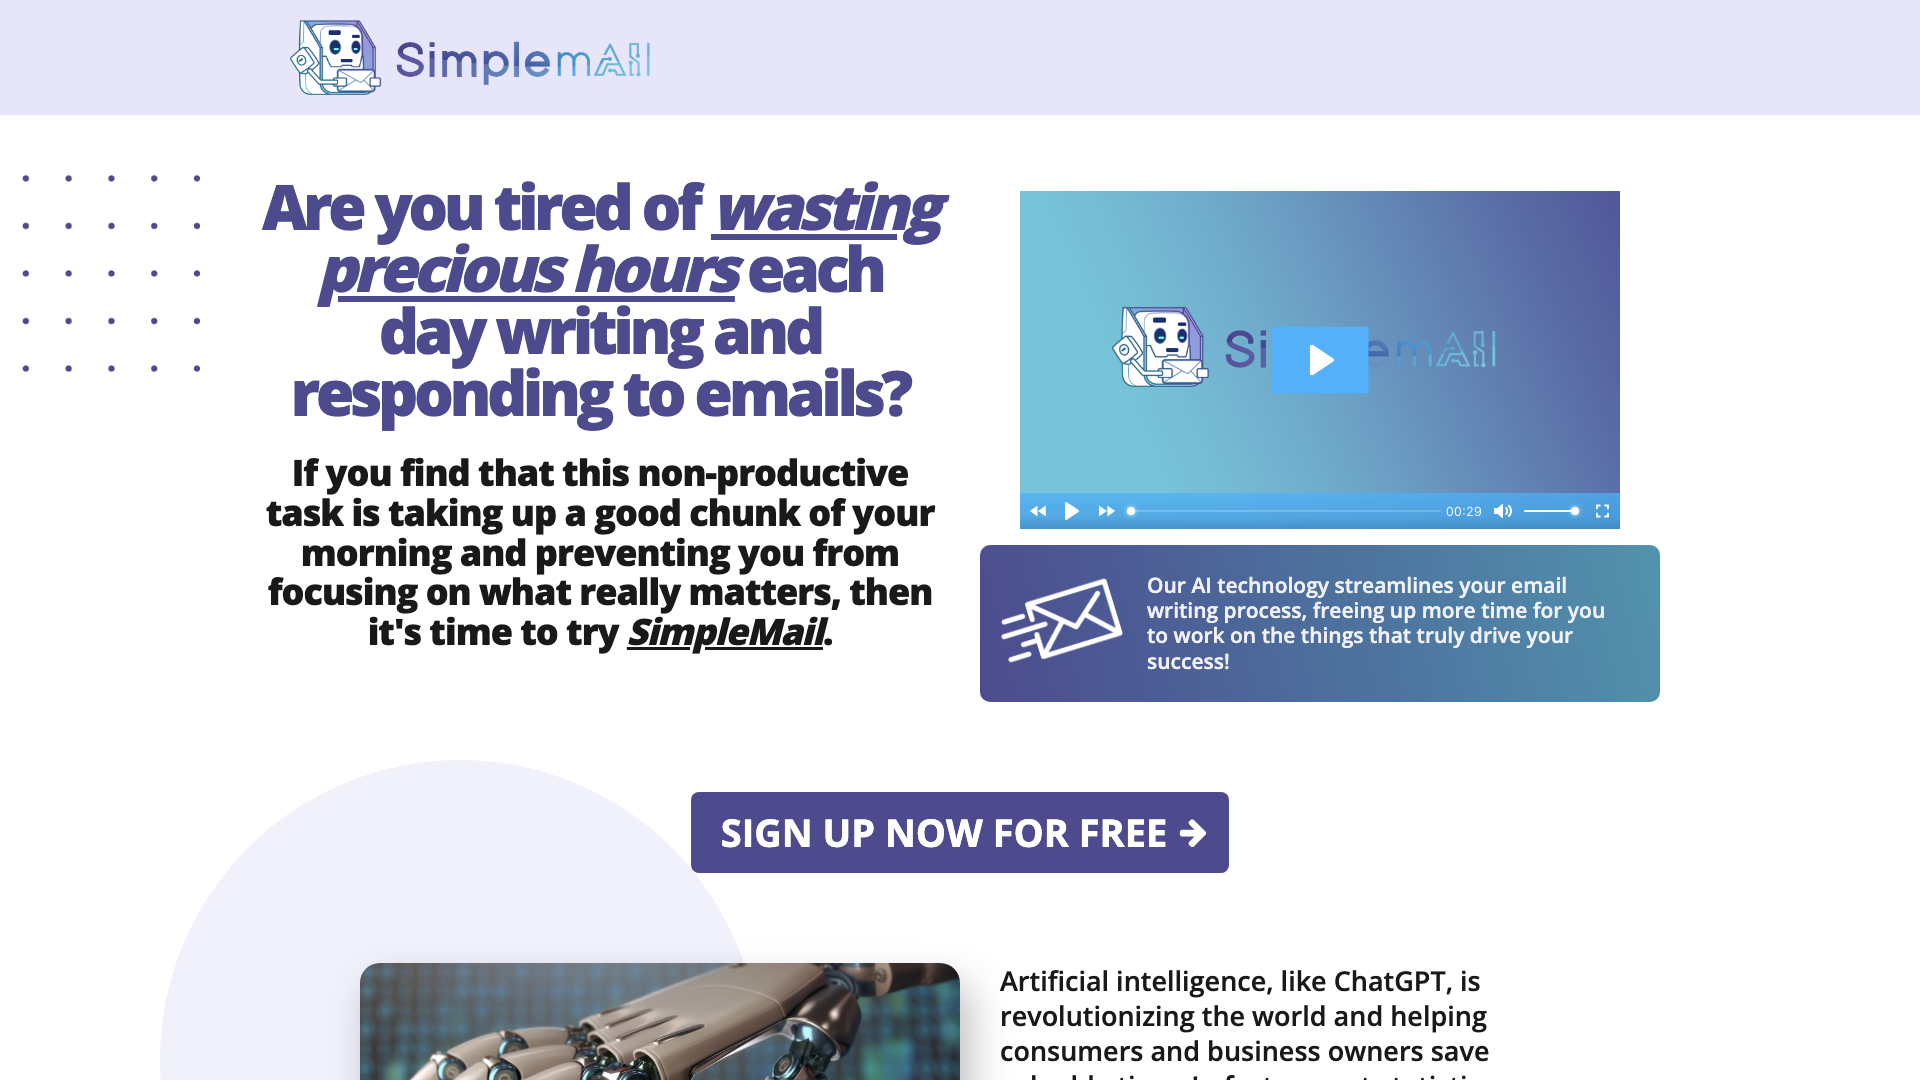 SimplemAIl
Are you tired of wasting
precious hours each
day writing and
responding to emails?
If you find that this non-productive
task is taking up a good chunk of your
morning and preventing you from
focusing on what really matters, then
it's time to try SimpleMail.
00:29
Our AI technology streamlines your email
writing process, freeing up more time for you
to work on the things that truly drive your
success!
SIGN UP NOW FOR FREE
Artificial intelligence, like ChatGPT, is
revolutionizing the world and helping
consumers and business owners save